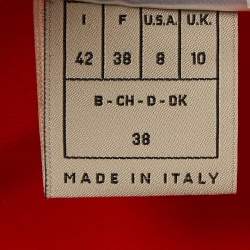 I F U.S.A. U.K.
42 38 8 10
B - CH - D - DK
38
MADE IN ITALY